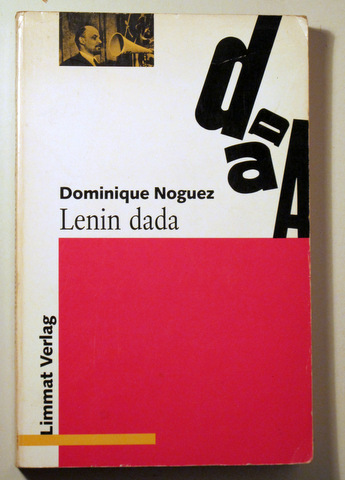 dadA
Dominique Noguez
Lenin dada
Limmat Verlag